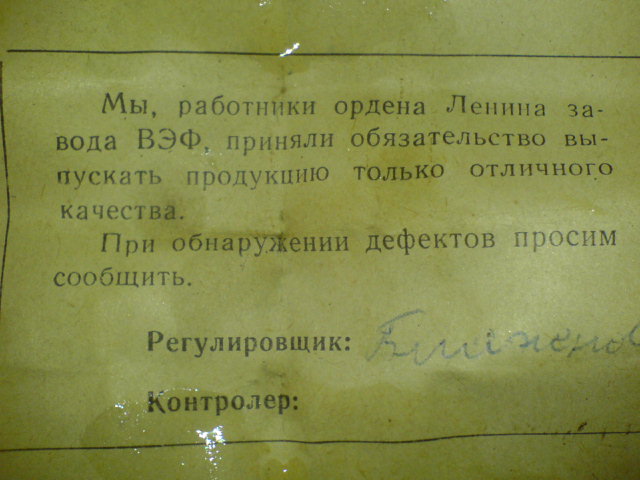 Мы, работники ордена Ленина за-
вода ВЭФ, приняли обязательство вы-
пускать продукцию только отличного
качества.
При обнаружении дефектов просим
сообщить.
Регулировщик:
Контролер: